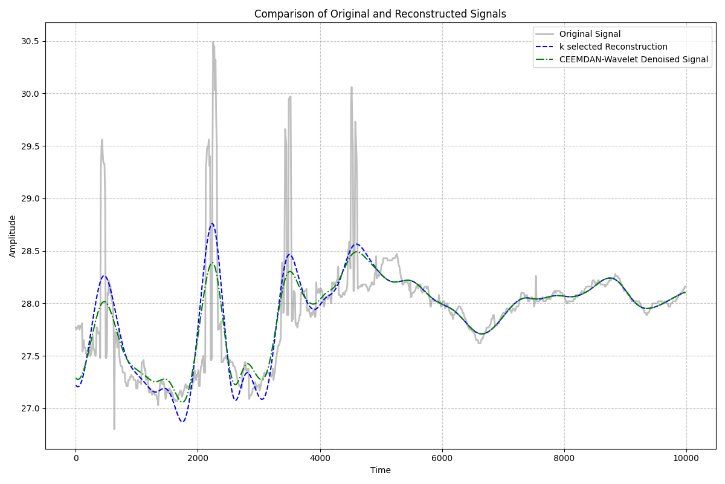 Comparison of Original and Reconstructed Signals
Original Signal
k selected Reconstruction
CEEMDAN-Wavelet Denoised Signal
Amplitude
30.5
30.0
29.5
29.0
28.5
28.0
27.5
27.0
0
2000
4000
6000
8000
10000
Time